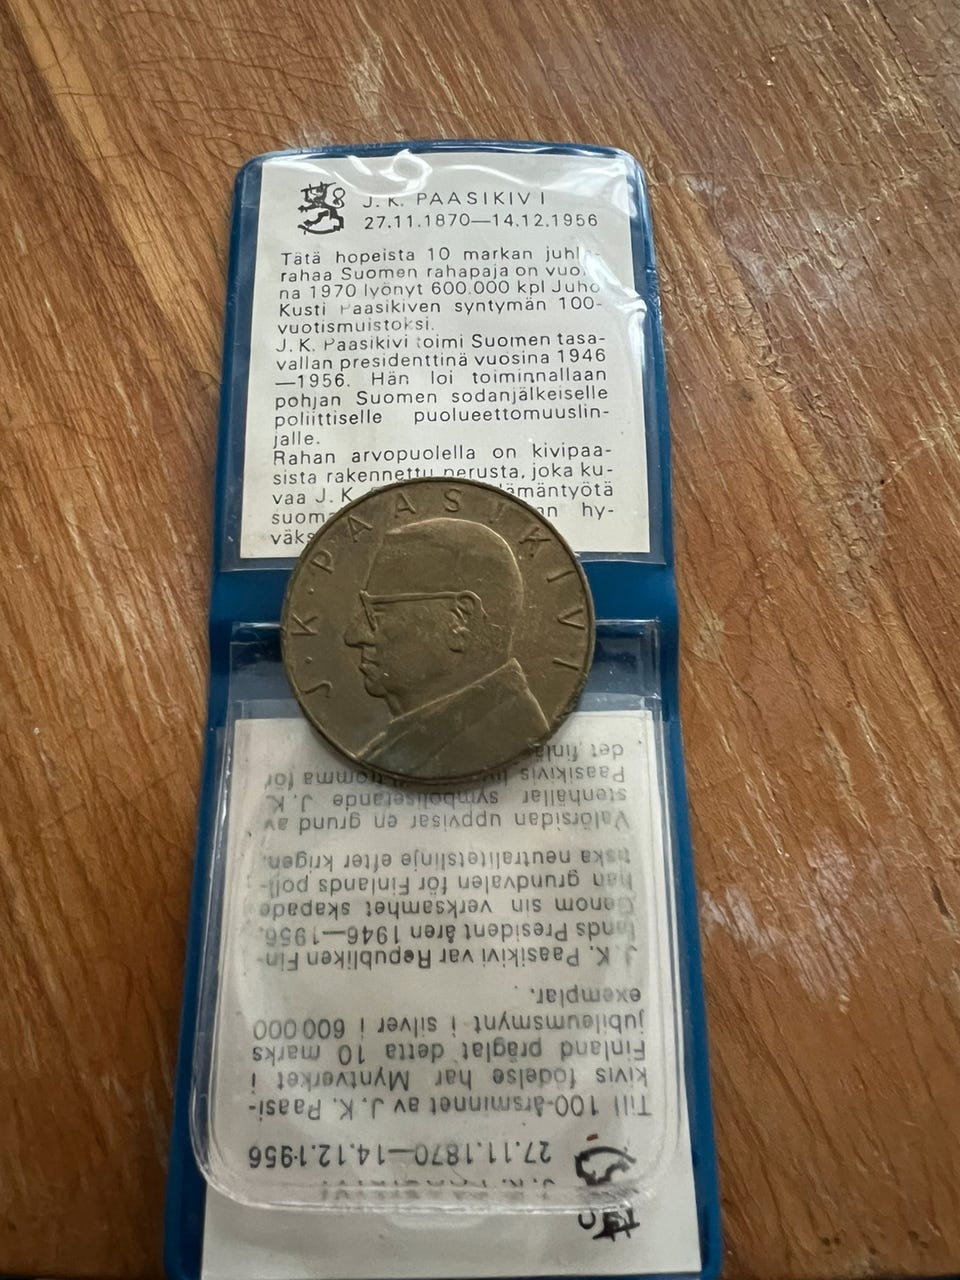 J. K. PAASIKIVI
27.11.1870—14.12.1956
Tätä hopeista 10 markan juhla-
rahaa Suomen rahapaja on vuon-
na 1970 lyönyt 600.000 kpl Juho
Kusti Paasikiven syntymän 100-
vuotismuistoksi.
J. K. Paasikivi toimi Suomen tasa-
vallan presidenttinä vuosina 1946
—1956. Hän loi toiminnallaan
pohjan Suomen sodanjälkeiselle
poliittiselle puolueettomuuslin-
jalle.
Rahan arvopuolella on kivipaa-
sista rakennettu perusta, joka ku-
vaa J. K. elämäntyötä
hy-
J · K · PAASIKIVI
J. K. PAASIKIVI
27.11.1870—14.12.1956
Till 100-årsminnet av J. K. Paasi-
kivis födelse har Myntverket i
Finland präglat detta 10 marks
jubileumsmynt i silver i 600 000
exemplar.
J. K. Paasikivi var Republiken Fin-
lands President åren 1946—1956.
Genom sin verksamhet skapade
han grundvalen för Finlands poli-
tiska neutralitetslinje efter krigen.
Valörsidan uppvisar en grund av
stenhällar symboliserande J. K.
Paasikivis för
det